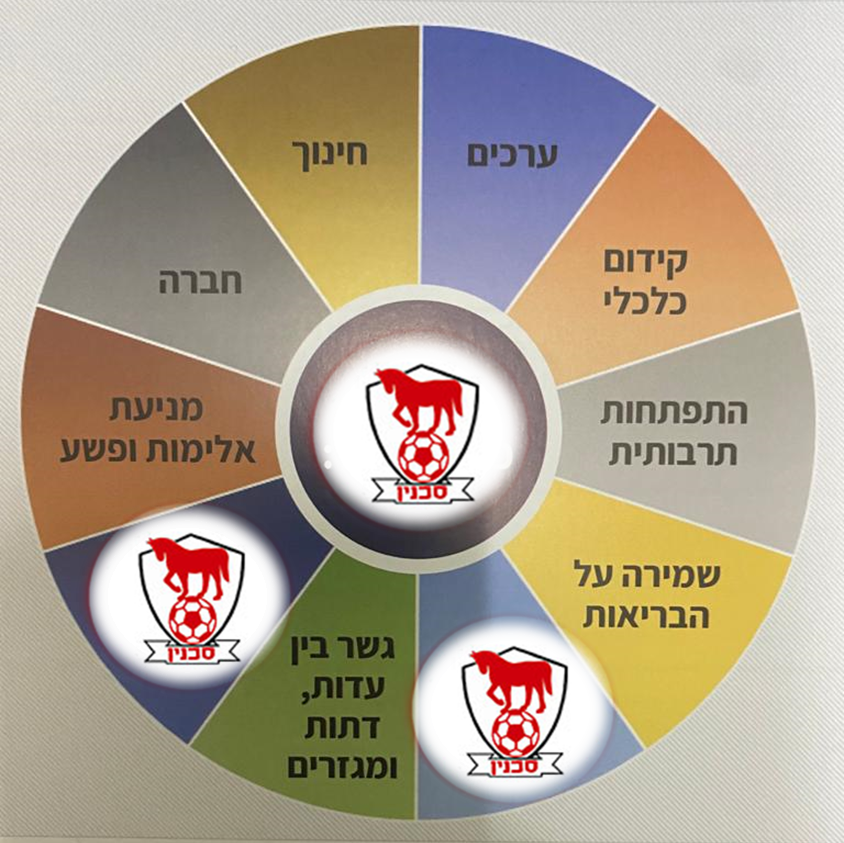 ערכים
קידום
כלכלי
התפתחות
תרבותית
שמירה על
הבריאות
סכנין
גשר בין
עדות,
דתות
ומגזרים
סכנין
מניעת
אלימות ופשע
חברה
חינוך
סכנין